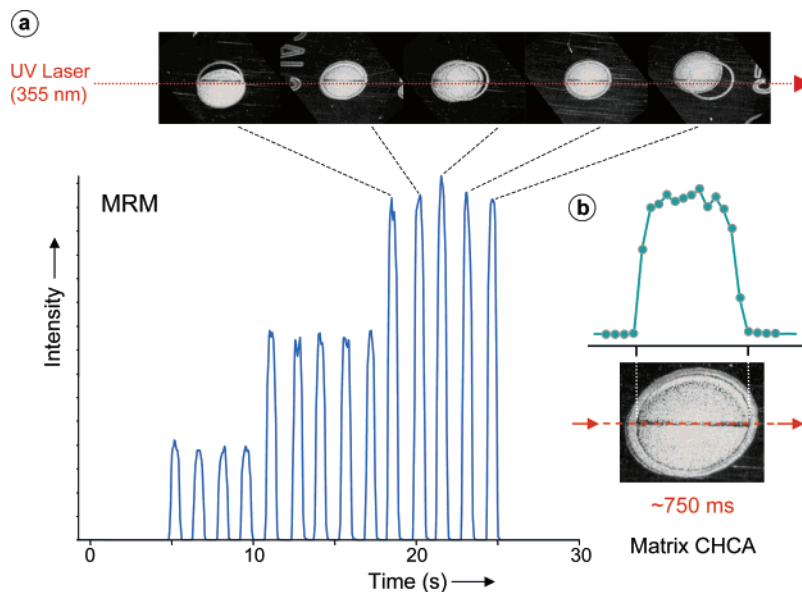 a
UV Laser
(355 nm)
MRM
b
Intensity
0
10
20
30
Time (s)
~750 ms
Matrix CHCA